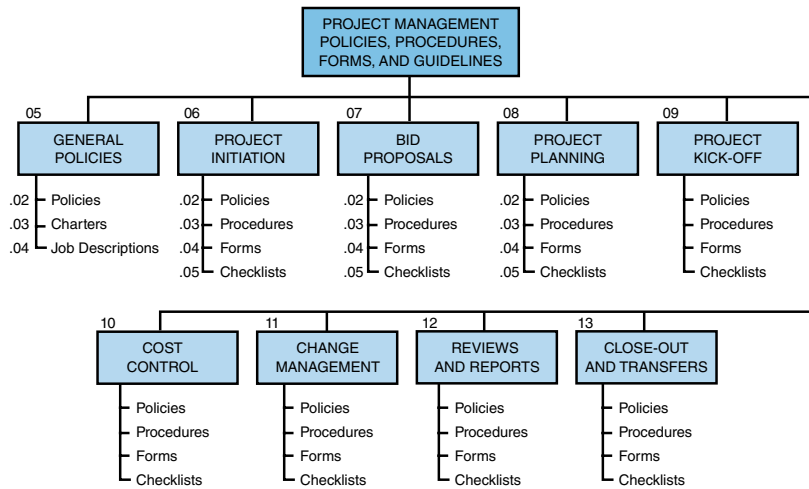 PROJECT MANAGEMENT
POLICIES, PROCEDURES,
FORMS, AND GUIDELINES
05
GENERAL
POLICIES
.02 Policies
.03 Charters
.04 Job Descriptions
06
PROJECT
INITIATION
.02 Policies
.03 Procedures
.04 Forms
.05 Checklists
07
BID
PROPOSALS
.02 Policies
.03 Procedures
.04 Forms
.05 Checklists
08
PROJECT
PLANNING
.02 Policies
.03 Procedures
.04 Forms
.05 Checklists
09
PROJECT
KICK-OFF
Policies
Procedures
Forms
Checklists
10
COST
CONTROL
Policies
Procedures
Forms
Checklists
11
CHANGE
MANAGEMENT
Policies
Procedures
Forms
Checklists
12
REVIEWS
AND REPORTS
Policies
Procedures
Forms
Checklists
13
CLOSE-OUT
AND TRANSFERS
Policies
Procedures
Forms
Checklists